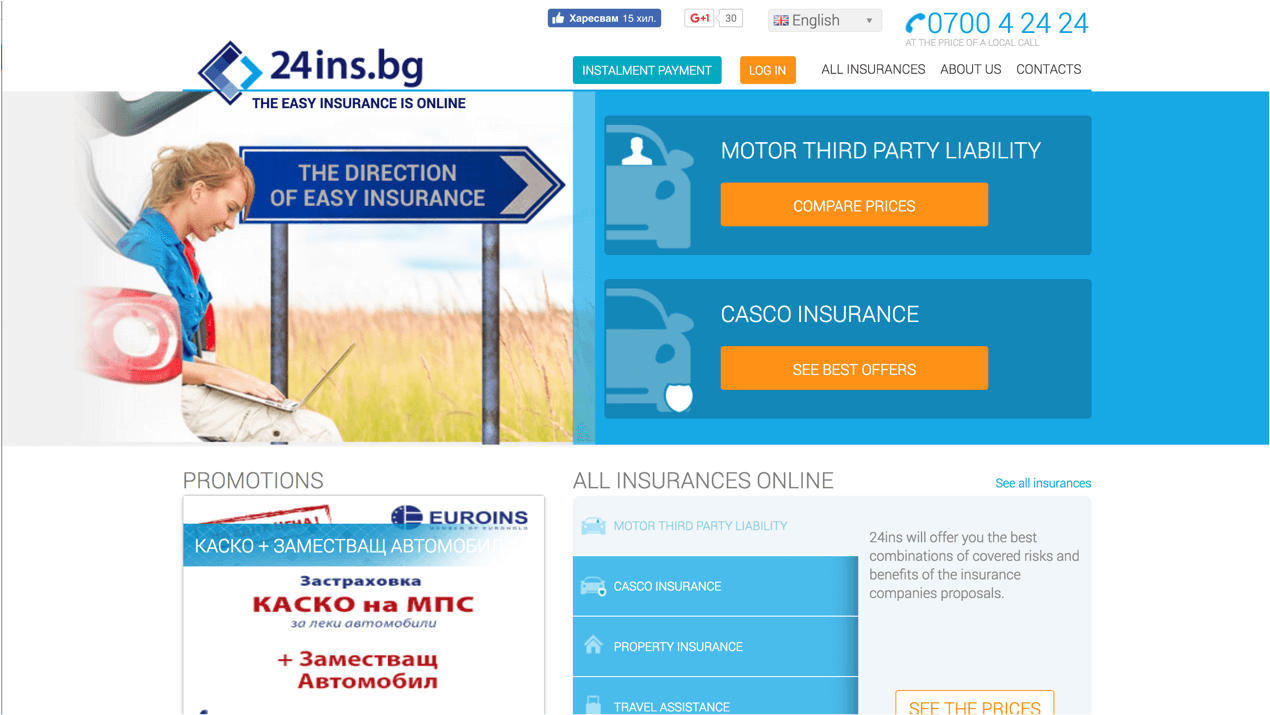 Харесвам 15 хил.
G+1 30
English
0700 4 24 24
AT THE PRICE OF A LOCAL CALL
24ins.bg
THE EASY INSURANCE IS ONLINE
INSTALMENT PAYMENT
LOG IN
ALL INSURANCES
ABOUT US
CONTACTS
THE DIRECTION
OF EASY INSURANCE
MOTOR THIRD PARTY LIABILITY
COMPARE PRICES
CASCO INSURANCE
SEE BEST OFFERS
PROMOTIONS
EUROINS
MEMBER OF EUROHOLD
КАСКО + ЗАМЕСТВАЩ АВТОМОБИЛ
Застраховка
КАСКО на МПС
за леки автомобили
+ Заместващ
Автомобил
ALL INSURANCES ONLINE
See all insurances
MOTOR THIRD PARTY LIABILITY
CASCO INSURANCE
PROPERTY INSURANCE
TRAVEL ASSISTANCE
24ins will offer you the best
combinations of covered risks and
benefits of the insurance
companies proposals.
SEE THE PRICES